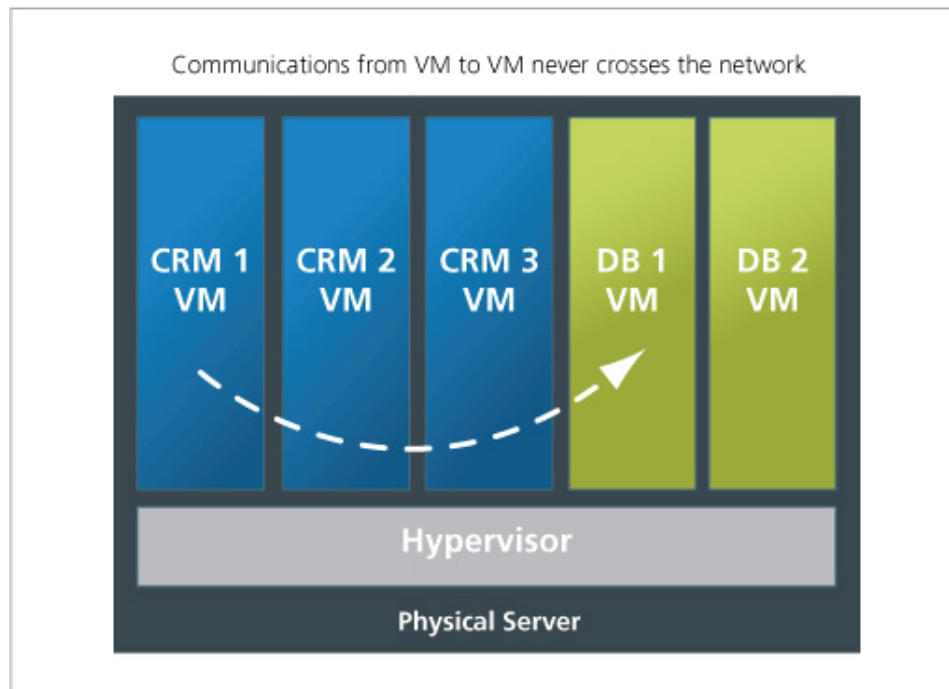 Communications from VM to VM never crosses the network
CRM 1
VM
CRM 2
VM
CRM 3
VM
DB 1
VM
DB 2
VM
Hypervisor
Physical Server